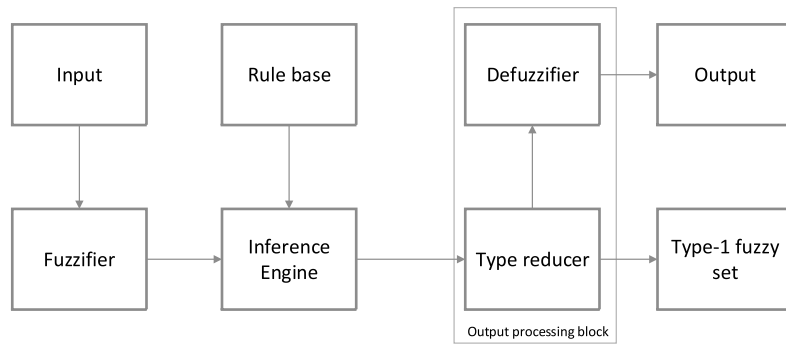 Input
Rule base
Defuzzifier
Output
Fuzzifier
Inference
Engine
Type reducer
Type-1 fuzzy
set
Output processing block